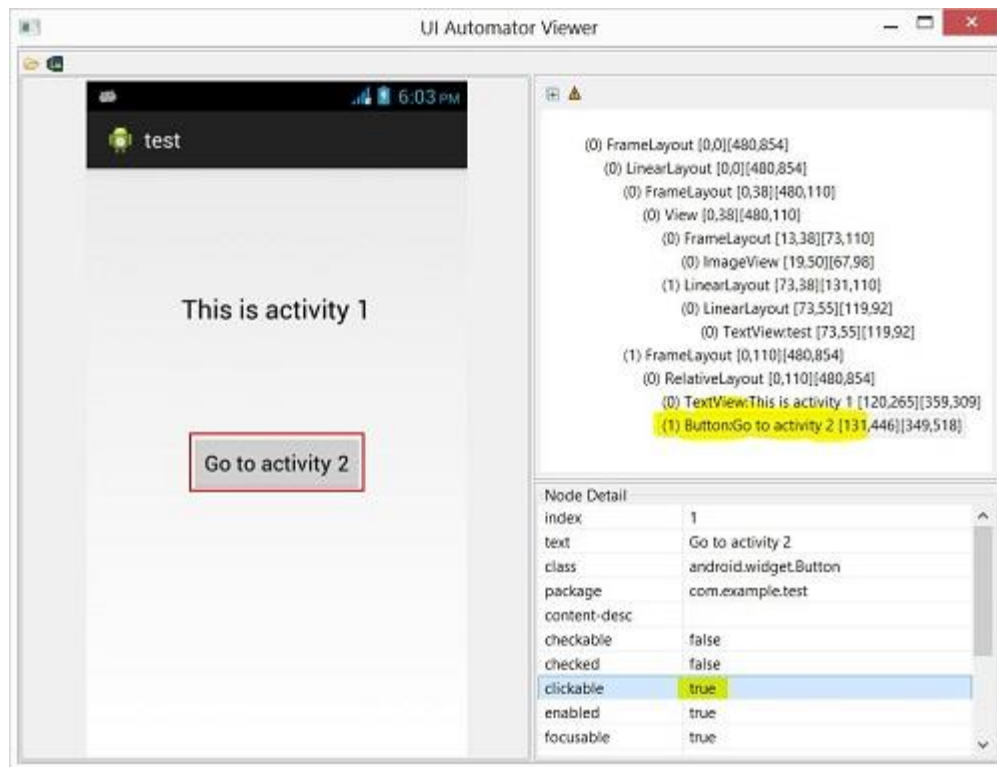 UI Automator Viewer
6:03 PM
test
This is activity 1
Go to activity 2
(0) FrameLayout [0,0][480,854]
(0) LinearLayout [0,0][480,854]
(0) FrameLayout [0,38][480,110]
(0) View [0,38][480,110]
(0) FrameLayout [13,38][73,110]
(0) ImageView [19,50][67,98]
(1) LinearLayout [73,38][131,110]
(0) LinearLayout [73,55][119,92]
(0) TextView:test [73,55][119,92]
(1) FrameLayout [0,110][480,854]
(0) RelativeLayout [0,110][480,854]
(0) TextView:This is activity 1 [120,265][359,309]
(1) Button:Go to activity 2 [131,446][349,518]
Node Detail
index 1
text Go to activity 2
class android.widget.Button
package com.example.test
content-desc
checkable false
checked false
clickable true
enabled true
focusable true